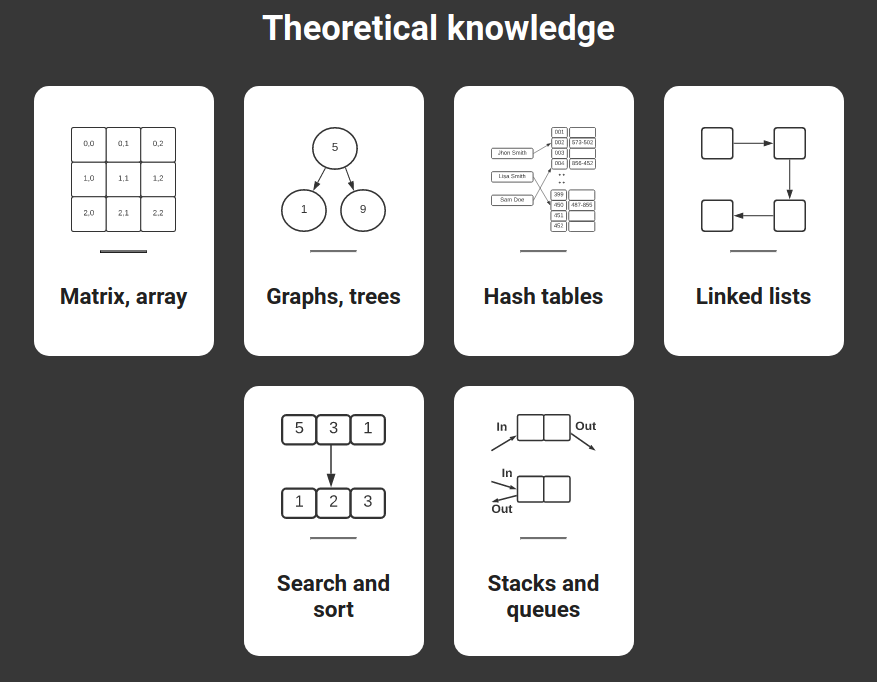 Theoretical knowledge
0,0 0,1 0,2
1,0 1,1 1,2
2,0 2,1 2,2
Matrix, array
5
1 9
Graphs, trees
001
002 573-502
Jhon Smith
003
004 856-452
Lisa Smith
399
Sam Doe
450 487-855
451
452
Hash tables
Linked lists
5 3 1
1 2 3
Search and
sort
In Out
In
Out
Stacks and
queues